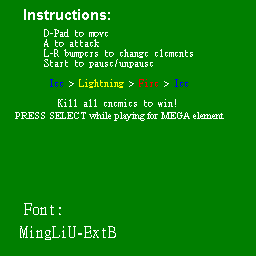 Instructions:
D-Pad to move
A to attack
L-R bumpers to change elements
Start to pause/unpause
Ice > Lightning > Fire > Ice
Kill all enemies to win!
PRESS SELECT while playing for MEGA element
Font:
MingLiU-ExtB